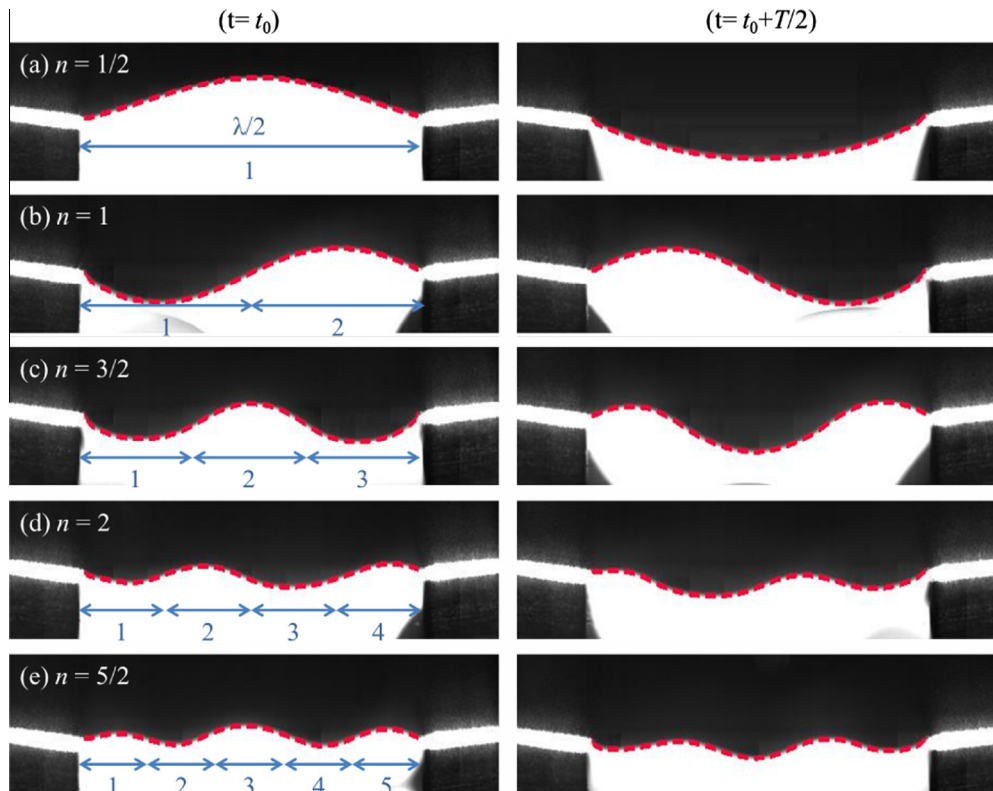 (t= t₀) (t= t₀+T/2)
(a) n = 1/2
λ/2
1
(b) n = 1
1 2
(c) n = 3/2
1 2 3
(d) n = 2
1 2 3 4
(e) n = 5/2
1 2 3 4 5